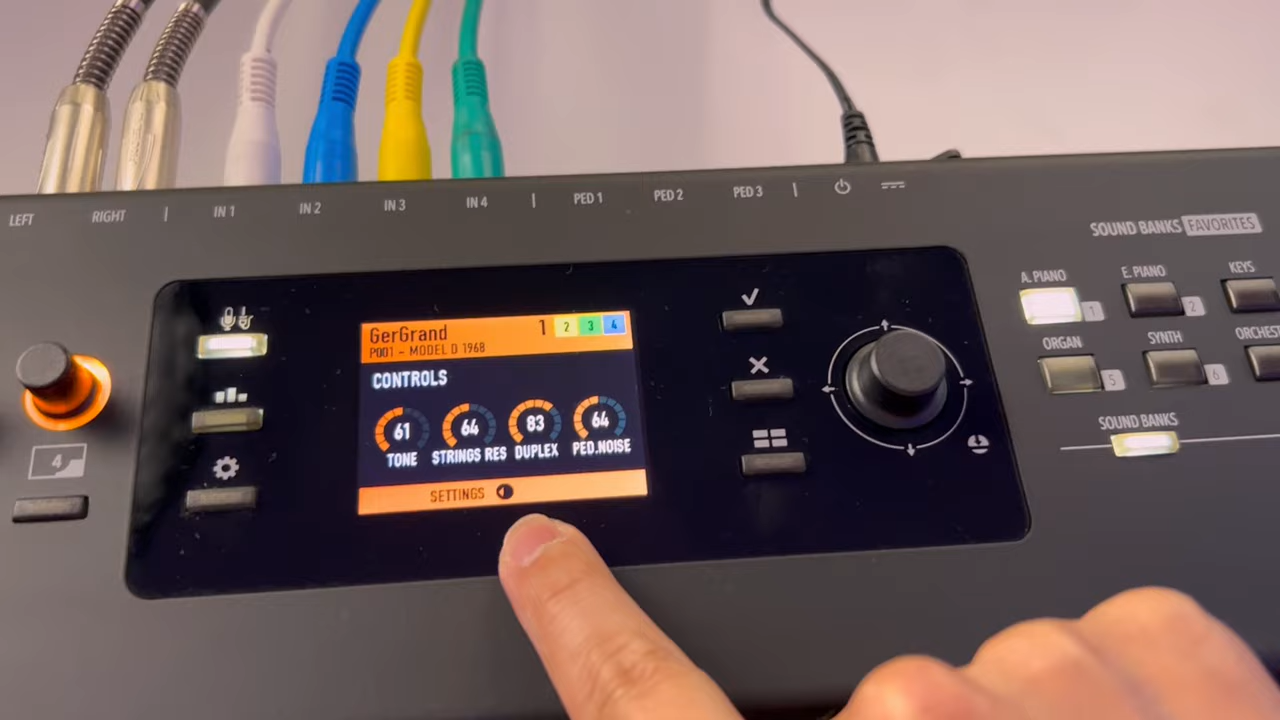 LEFT
RIGHT
IN 1
IN 2
IN 3
IN 4
PED 1
PED 2
PED 3
SOUND BANKS FAVORITES
A. PIANO
1
E. PIANO
2
KEYS
ORGAN
5
SYNTH
6
ORCHEST
SOUND BANKS
4
GerGrand
P001 - MODEL D 1968
1 2 3 4
CONTROLS
61 64 83 64
TONE STRINGS RES DUPLEX PED.NOISE
SETTINGS